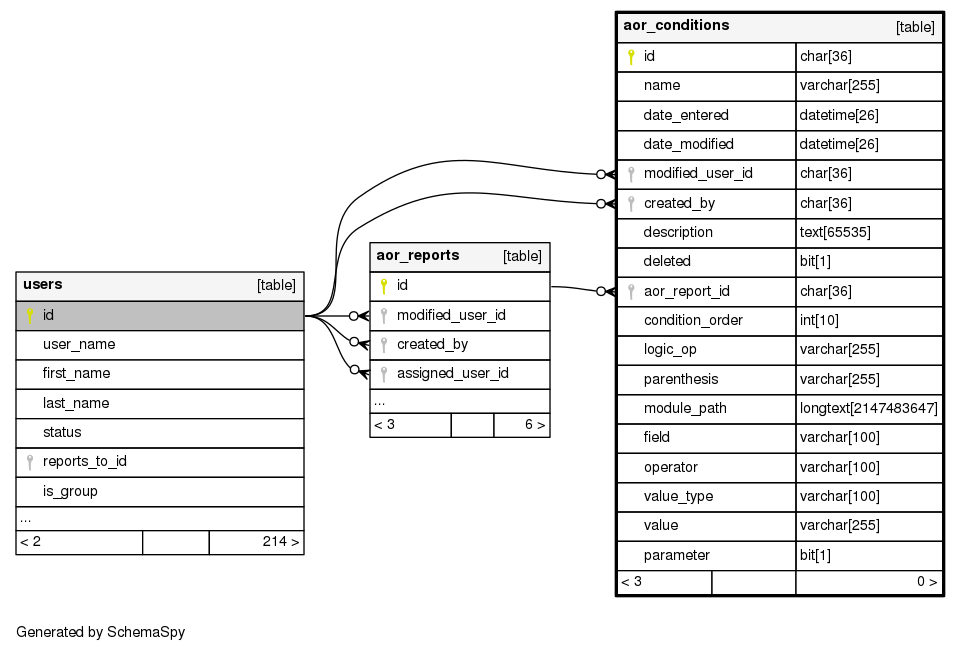 aor_conditions [table]
id char[36]
name varchar[255]
date_entered datetime[26]
date_modified datetime[26]
modified_user_id char[36]
created_by char[36]
description text[65535]
deleted bit[1]
aor_report_id char[36]
condition_order int[10]
logic_op varchar[255]
parenthesis varchar[255]
module_path longtext[2147483647]
field varchar[100]
operator varchar[100]
value_type varchar[100]
value varchar[255]
parameter bit[1]
< 3 0 >
aor_reports [table]
id
modified_user_id
created_by
assigned_user_id
...
< 3 6 >
users [table]
id
user_name
first_name
last_name
status
reports_to_id
is_group
...
< 2 214 >
Generated by SchemaSpy